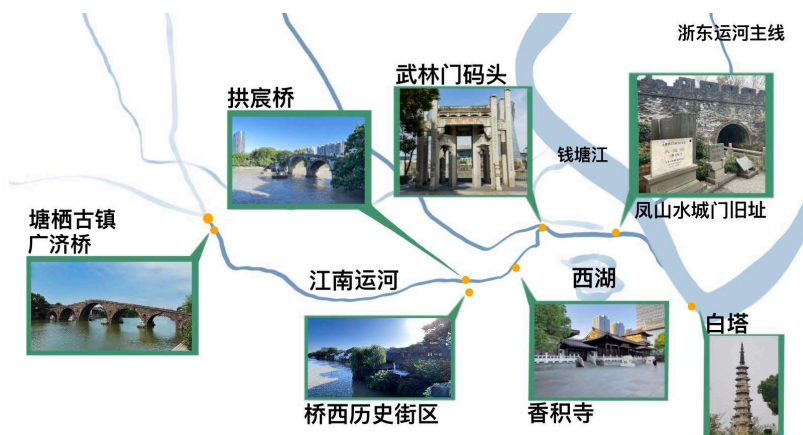 浙东运河主线
武林门码头
拱宸桥
钱塘江
凤山水城门旧址
塘栖古镇
广济桥
江南运河
西湖
白塔
桥西历史街区
香积寺